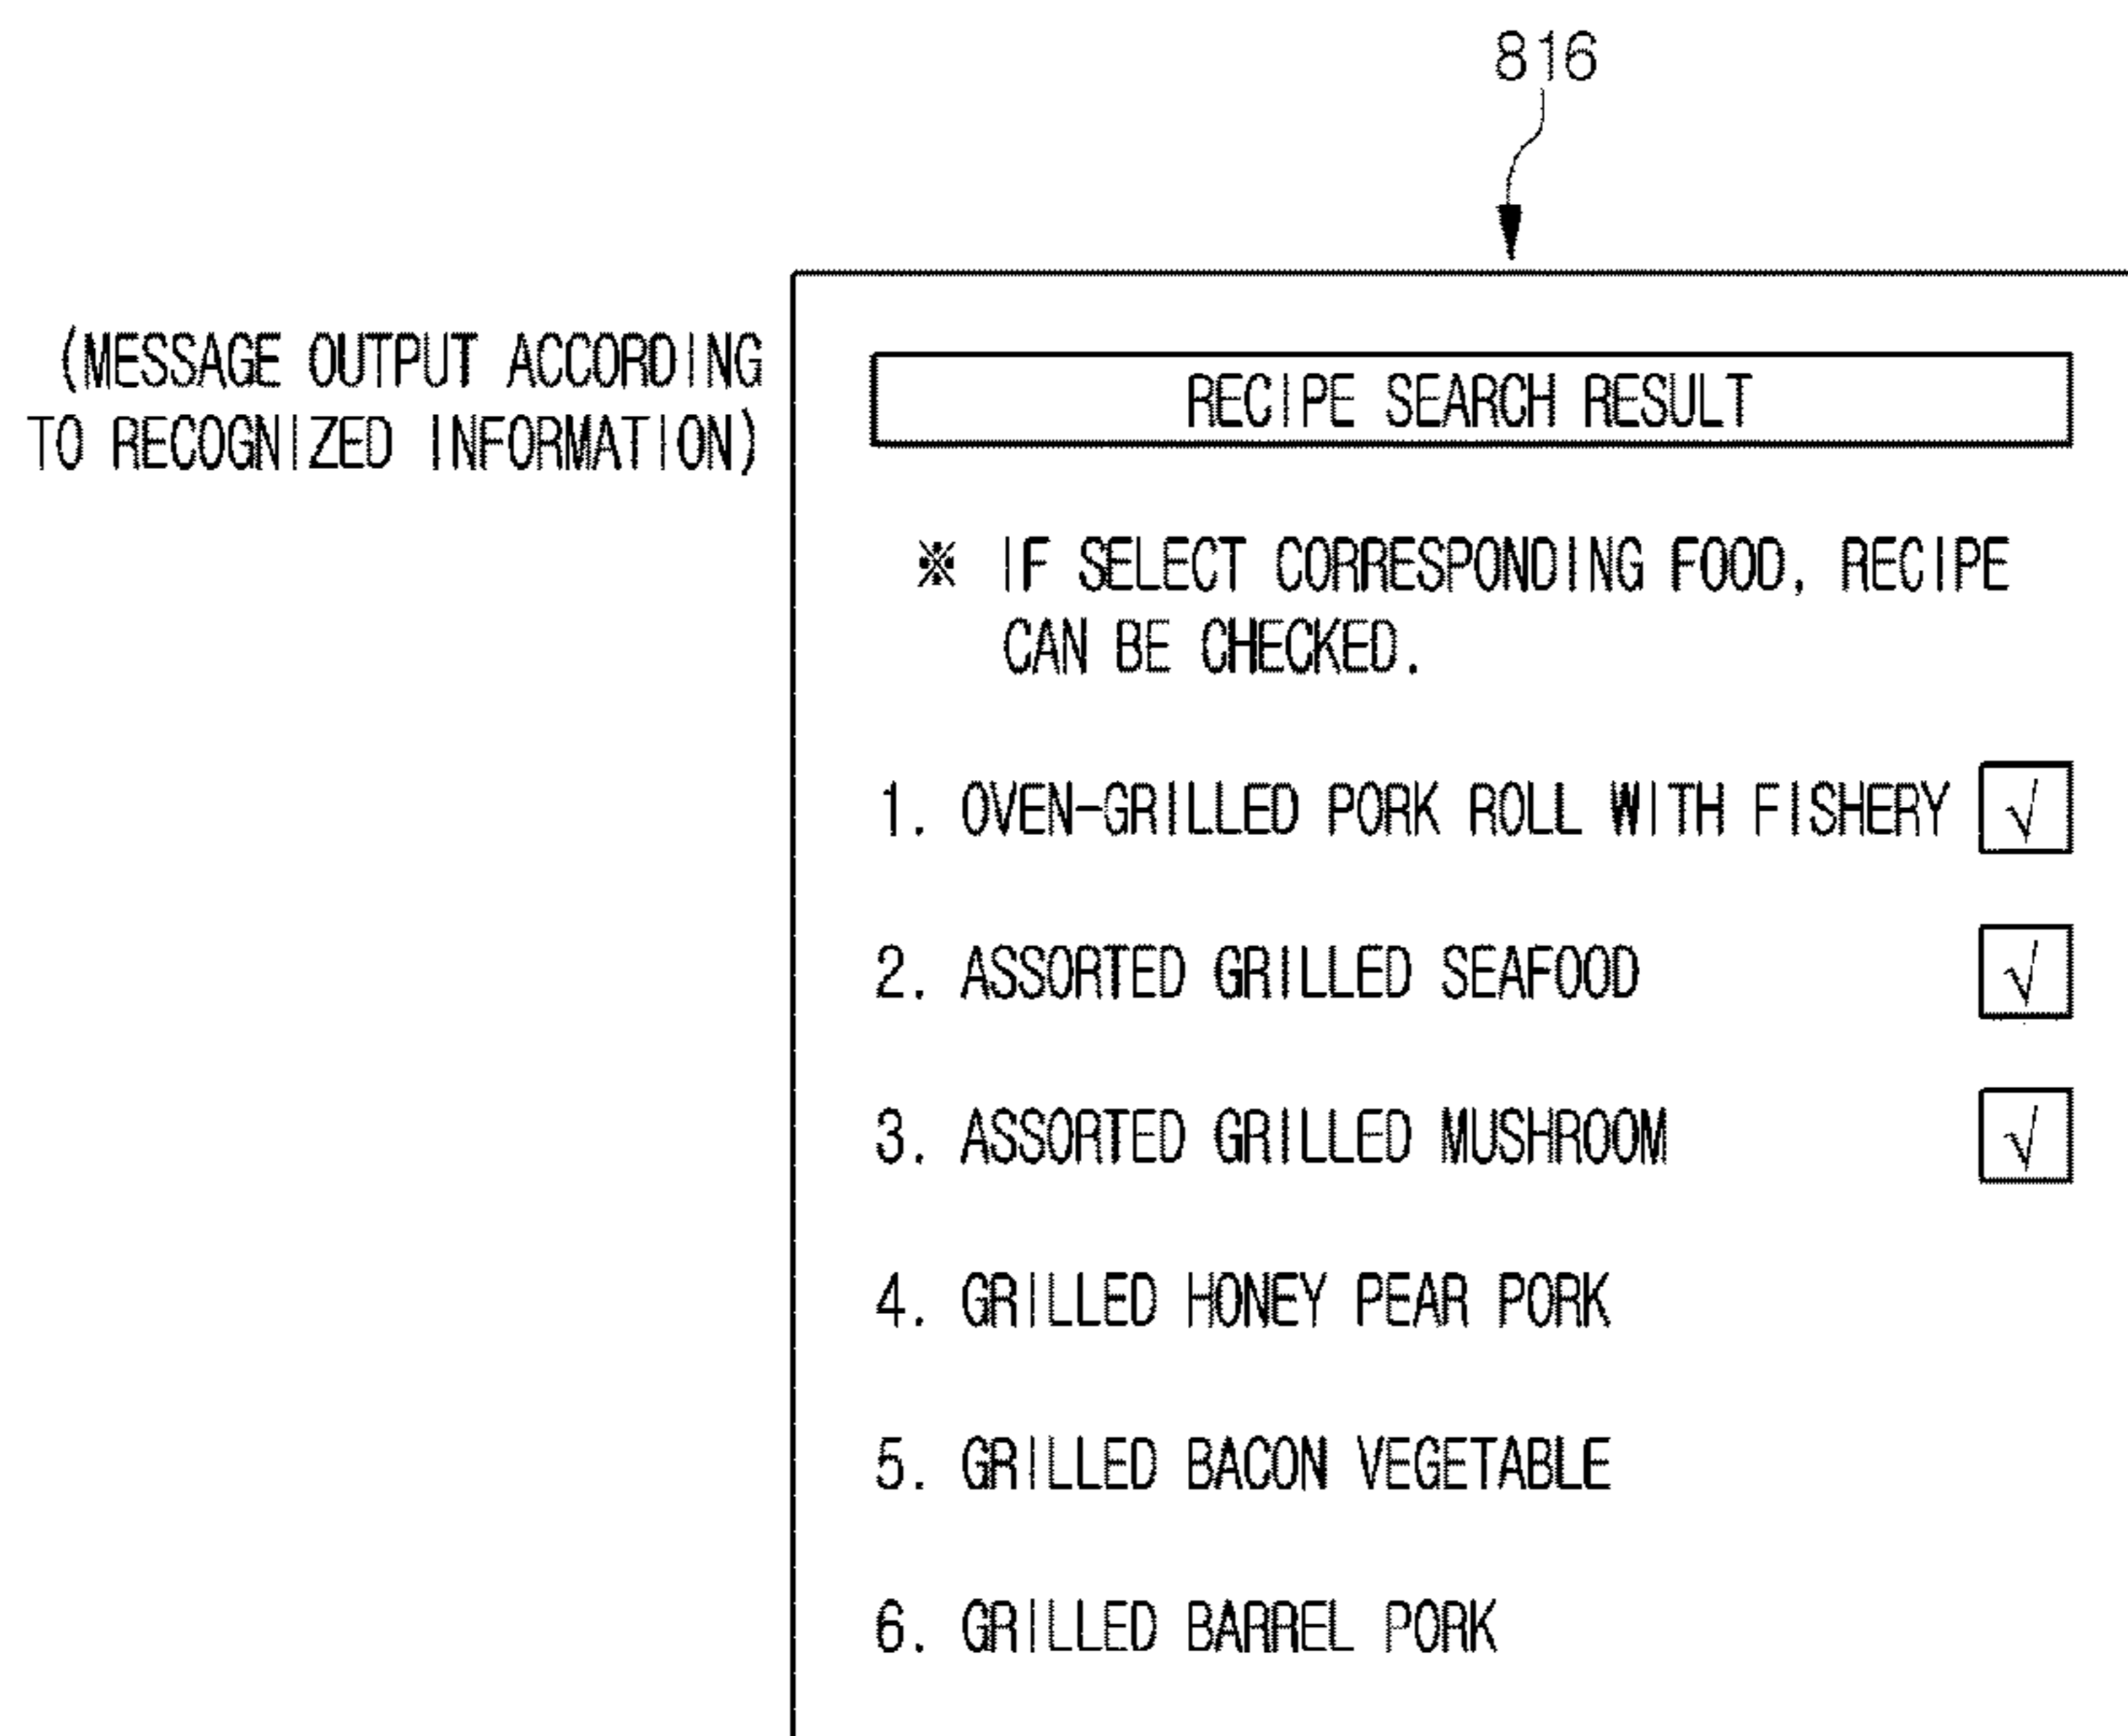 816
(MESSAGE OUTPUT ACCORDING
TO RECOGNIZED INFORMATION)
RECIPE SEARCH RESULT
※ IF SELECT CORRESPONDING FOOD, RECIPE
CAN BE CHECKED.
1. OVEN-GRILLED PORK ROLL WITH FISHERY √
2. ASSORTED GRILLED SEAFOOD √
3. ASSORTED GRILLED MUSHROOM √
4. GRILLED HONEY PEAR PORK
5. GRILLED BACON VEGETABLE
6. GRILLED BARREL PORK